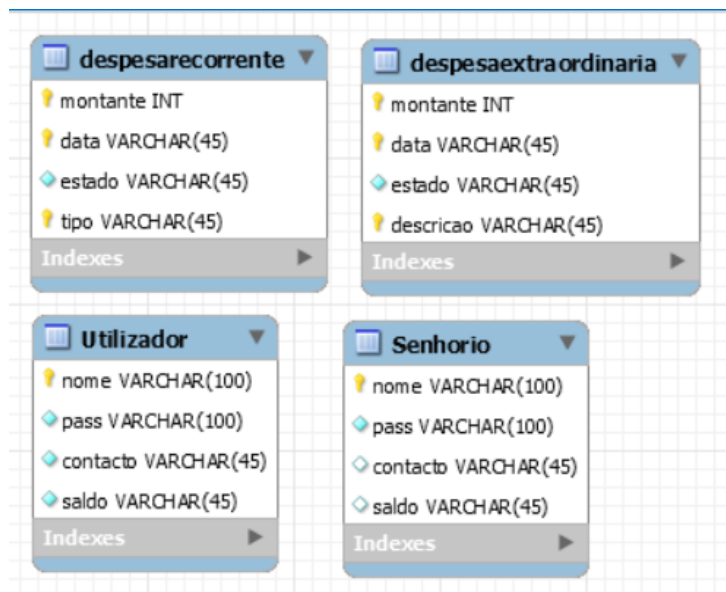 despesarecorrente
montante INT
data VARCHAR(45)
estado VARCHAR(45)
tipo VARCHAR(45)
Indexes
despesaextraordinaria
montante INT
data VARCHAR(45)
estado VARCHAR(45)
descricao VARCHAR(45)
Indexes
Utilizador
nome VARCHAR(100)
pass VARCHAR(100)
contacto VARCHAR(45)
saldo VARCHAR(45)
Indexes
Senhorio
nome VARCHAR(100)
pass VARCHAR(100)
contacto VARCHAR(45)
saldo VARCHAR(45)
Indexes